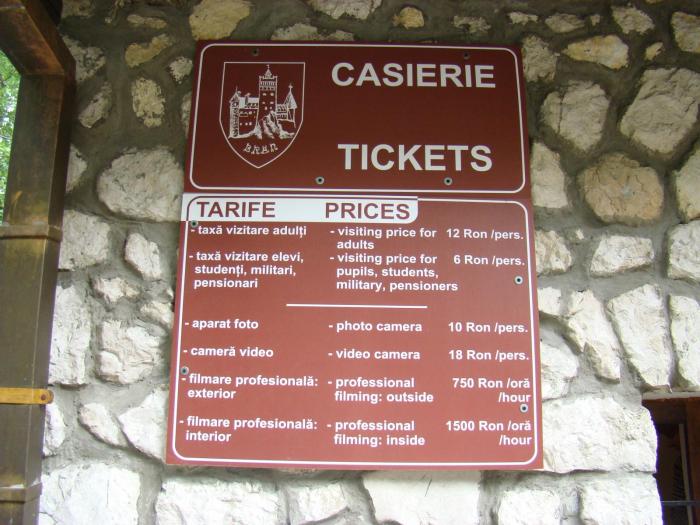 BRAN
CASIERIE
TICKETS
TARIFE PRICES
- taxă vizitare adulți - visiting price for adults 12 Ron /pers.
- taxă vizitare elevi, studenți, militari, pensionari - visiting price for pupils, students, military, pensioners 6 Ron /pers.
- aparat foto - photo camera 10 Ron /pers.
- cameră video - video camera 18 Ron /pers.
- filmare profesională: exterior - professional filming: outside 750 Ron /oră /hour
- filmare profesională: interior - professional filming: inside 1500 Ron /oră /hour